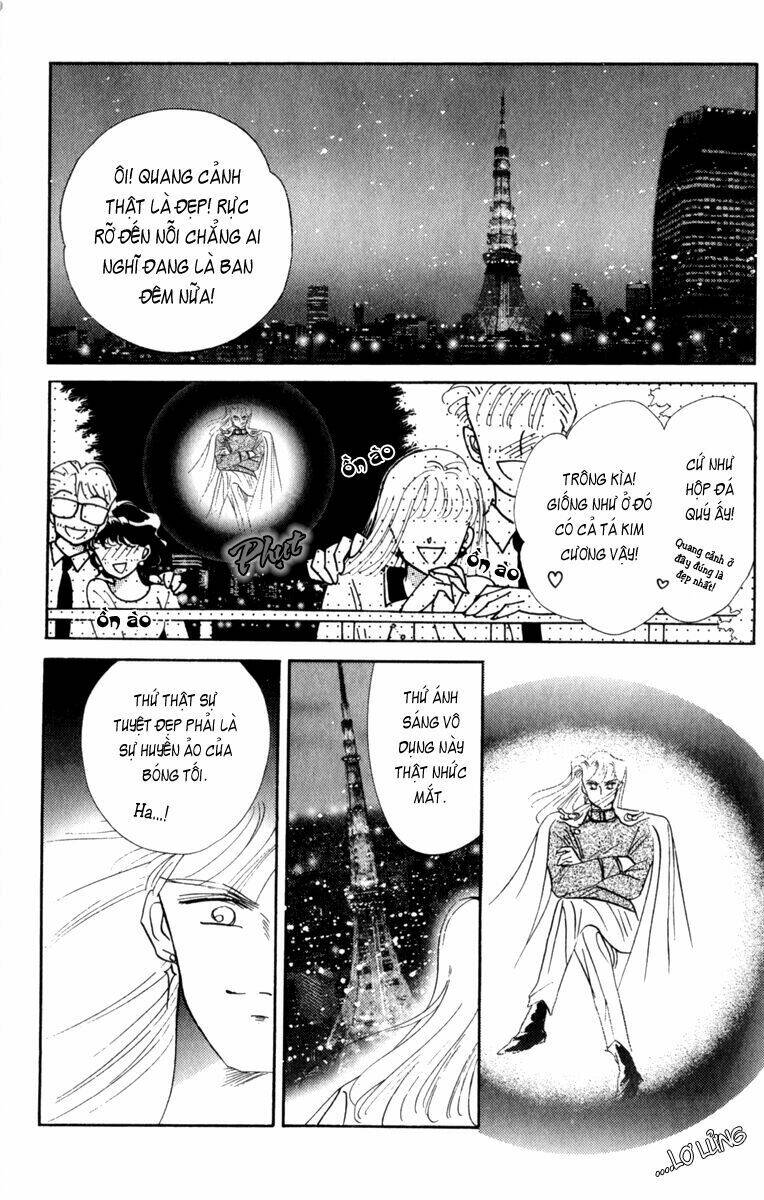 ÔI! QUANG CẢNH
THẬT LÀ ĐẸP! RỰC
RỠ ĐẾN NỖI CHẲNG AI
NGHĨ ĐANG LÀ BAN
ĐÊM NỮA!
CỨ NHƯ
HỘP ĐÁ
QUÝ ẤY!
Quang cảnh ở
đây đúng là
đẹp nhất!
TRÔNG KÌA!
GIỐNG NHƯ Ở ĐÓ
CÓ CẢ TÁ KIM
CƯƠNG VẬY!
ồn ào
ồn ào
Phụt
ồn ào
....LƠ LỬNG
THỨ ÁNH
SÁNG VÔ
DỤNG NÀY
THẬT NHỨC
MẮT.
THỨ THẬT SỰ
TUYỆT ĐẸP PHẢI LÀ
SỰ HUYỀN ẢO CỦA
BÓNG TỐI.
Ha...!